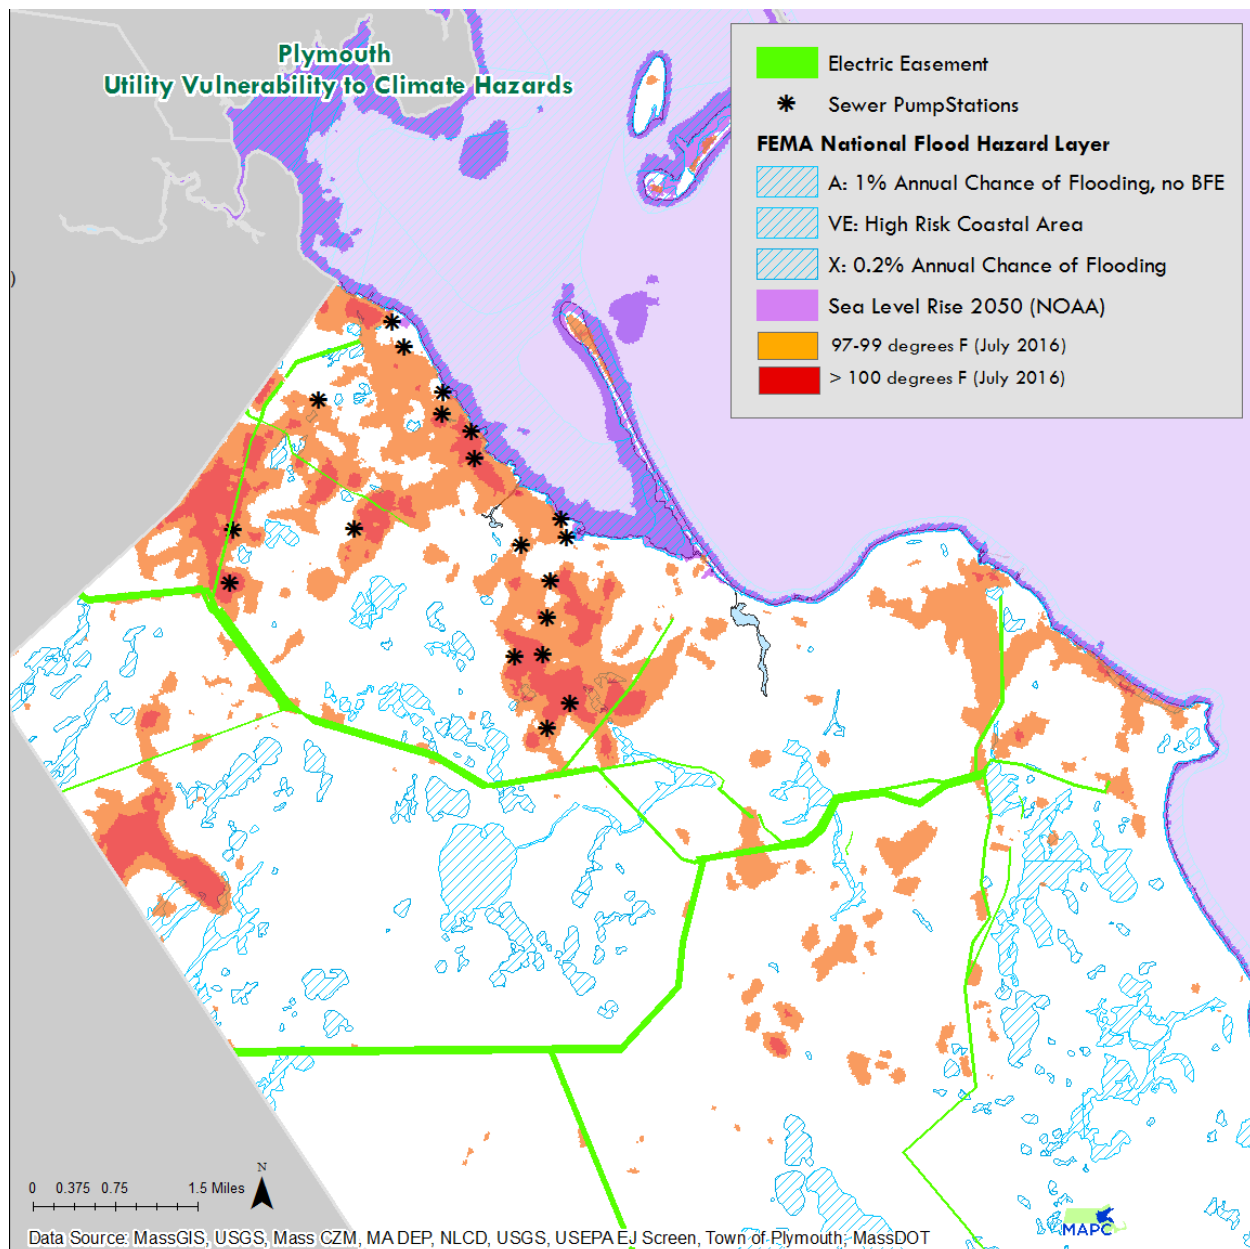 Plymouth
Utility Vulnerability to Climate Hazards
Electric Easement
Sewer PumpStations
FEMA National Flood Hazard Layer
A: 1% Annual Chance of Flooding, no BFE
VE: High Risk Coastal Area
X: 0.2% Annual Chance of Flooding
Sea Level Rise 2050 (NOAA)
97-99 degrees F (July 2016)
> 100 degrees F (July 2016)
)
N
0 0.375 0.75 1.5 Miles
MAPC
Data Source: MassGIS, USGS, Mass CZM, MA DEP, NLCD, USGS, USEPA EJ Screen, Town of Plymouth, MassDOT